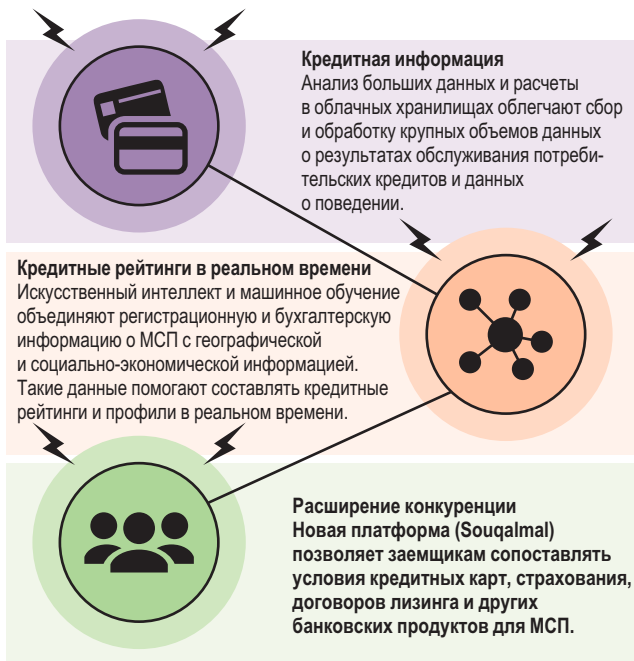 Кредитная информация
Анализ больших данных и расчеты
в облачных хранилищах облегчают сбор
и обработку крупных объемов данных
о результатах обслуживания потреби-
тельских кредитов и данных
о поведении.
Кредитные рейтинги в реальном времени
Искусственный интеллект и машинное обучение
объединяют регистрационную и бухгалтерскую
информацию о МСП с географической
и социально-экономической информацией.
Такие данные помогают составлять кредитные
рейтинги и профили в реальном времени.
Расширение конкуренции
Новая платформа (Souqalmal)
позволяет заемщикам сопоставлять
условия кредитных карт, страхования,
договоров лизинга и других
банковских продуктов для МСП.